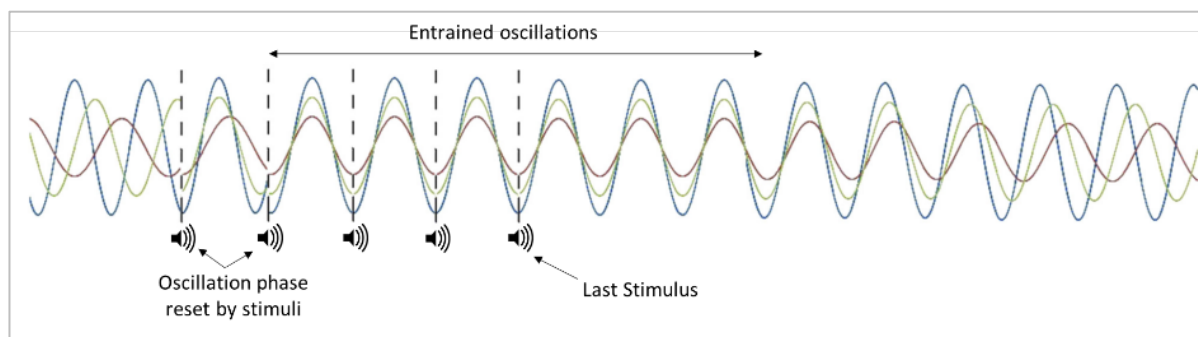 Entrained oscillations
Oscillation phase
reset by stimuli
Last Stimulus